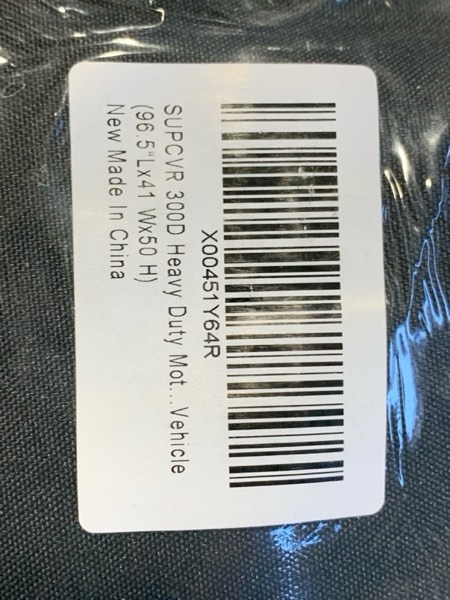 X00451Y64R
SUPCVR 300D Heavy Duty Mot...Vehicle
(96.5"Lx41 Wx50 H)
New Made In China